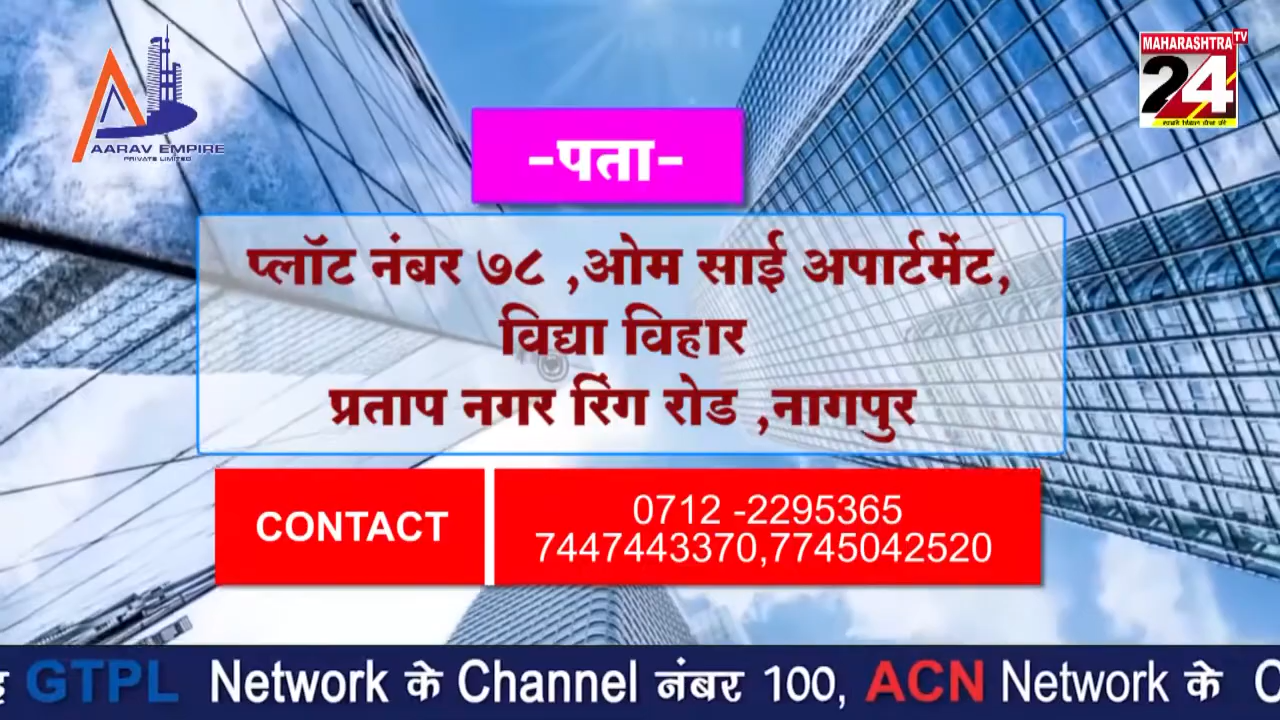 AARAV EMPIRE
PRIVATE LIMITED
MAHARASHTRA TV
24
-पता-
प्लॉट नंबर ७८ ,ओम साई अपार्टमेंट,
विद्या विहार
प्रताप नगर रिंग रोड ,नागपुर
CONTACT
0712 -2295365
7447443370,7745042520
GTPL Network के Channel नंबर 100, ACN Network के C